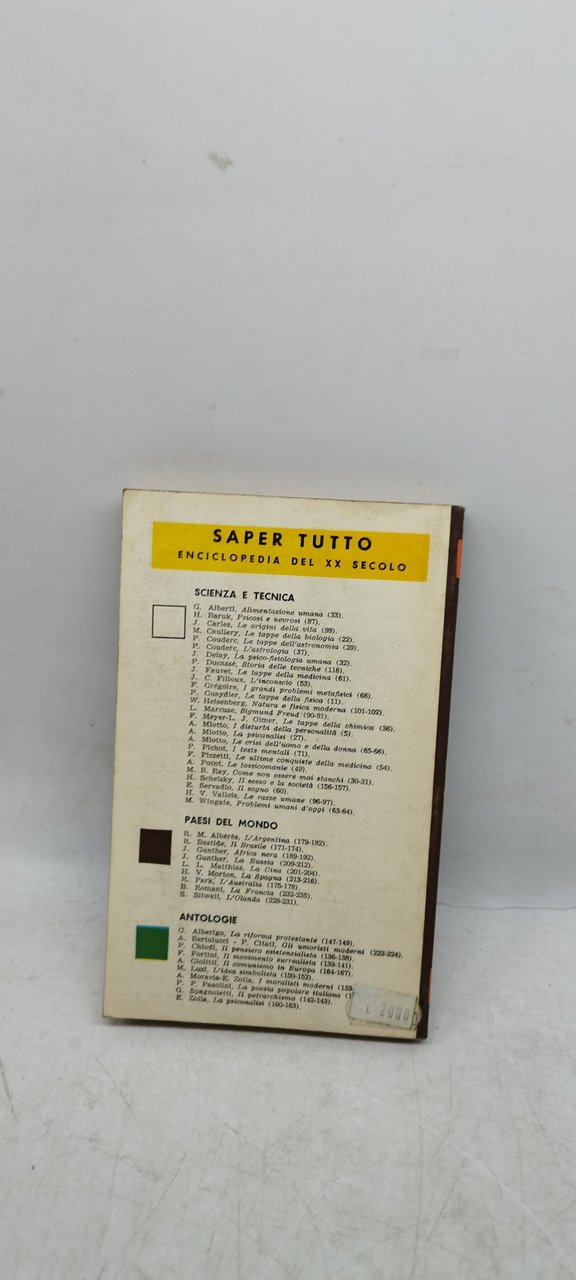 SAPER TUTTO
ENCICLOPEDIA DEL XX SECOLO
SCIENZA E TECNICA
G. Alberti, Alimentazione umana (33).
H. Baruk, Psicosi e nevrosi (87).
J. Carles, Le origini della vita (98).
M. Caullery, Le tappe della biologia (22).
P. Couderc, Le tappe dell'astronomia (29).
P. Couderc, L'astrologia (37).
J. Delay, La psico-fisiologia umana (32).
P. Ducassé, Storia delle tecniche (116).
J. Fauvet, Le tappe della medicina (61).
J. C. Filloux, L'inconscio (53).
F. Grégoire, I grandi problemi metafisici (68).
P. Guaydier, Le tappe della fisica (11).
W. Heisenberg, Natura e fisica moderna (101-102).
L. Marcuse, Sigmund Freud (90-91).
F. Meyer-L. J. Olmer, Le tappe della chimica (36).
A. Miotto, I disturbi della personalità (5).
A. Miotto, La psicanalisi (27).
A. Miotto, Le crisi dell'uomo e della donna (65-66).
P. Pichot, I tests mentali (71).
F. Pizzetti, Le ultime conquiste della medicina (54).
A. Porot, Le tossicomanie (49).
M. B. Ray, Come non essere mai stanchi (30-31).
H. Schelsky, Il sesso e la società (156-157).
E. Servadio, Il sogno (60).
H. V. Vallois, Le razze umane (96-97).
M. Wingate, Problemi umani d'oggi (63-64).
PAESI DEL MONDO
R. M. Albérès, L'Argentina (179-182).
R. Bastide, Il Brasile (171-174).
J. Gunther, Africa nera (189-192).
J. Gunther, La Russia (209-212).
L. L. Matthias, La Cina (201-204).
H. V. Morton, La Spagna (213-216).
R. Park, L'Australia (175-178).
B. Romani, La Francia (232-235).
S. Sitwell, L'Olanda (228-231).
ANTOLOGIE
G. Alberigo, La riforma protestante (147-149).
A. Bertolucci - P. Citati, Gli umoristi moderni (222-224).
P. Chiodi, Il pensiero esistenzialista (136-138).
F. Fortini, Il movimento surrealista (139-141).
A. Giolitti, Il comunismo in Europa (164-167).
M. Luzi, L'idea simbolista (150-152).
A. Moravia-E. Zolla, I moralisti moderni (133-
P. P. Pasolini, La poesia popolare italiana (1
G. Spagnoletti, Il petrarchismo (142-143).
E. Zolla, La psicanalisi (160-163).
L. 2000